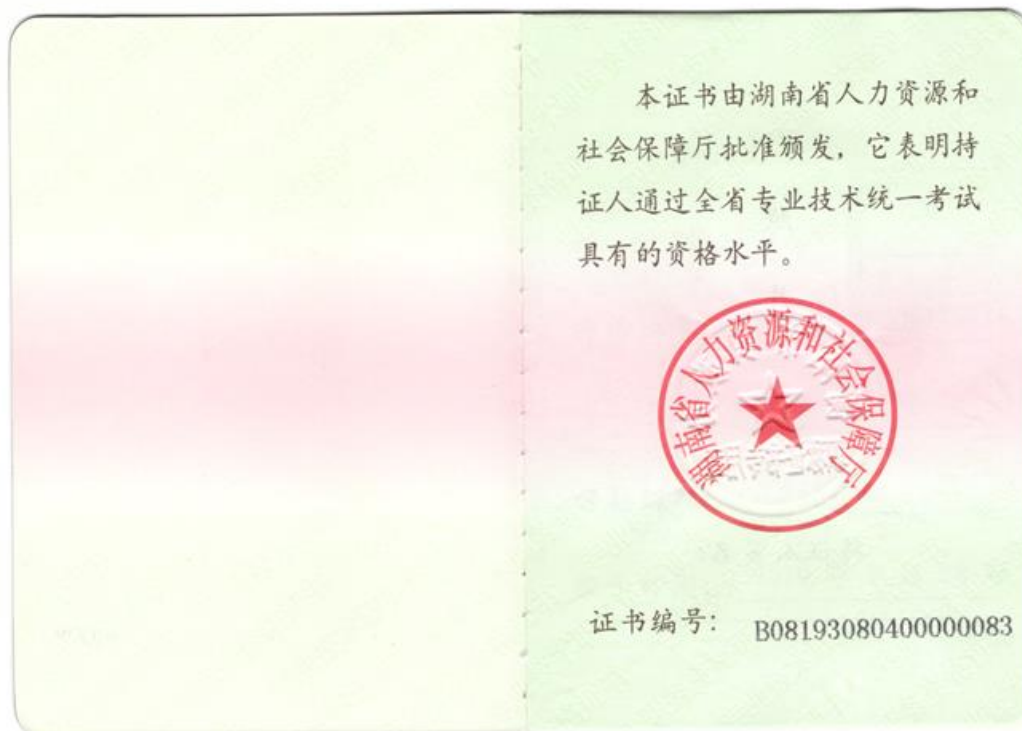 本证书由湖南省人力资源和
社会保障厅批准颁发，它表明持
证人通过全省专业技术统一考试
具有的资格水平。
湖南省人力资源和社会保障厅
证书编号： B08193080400000083